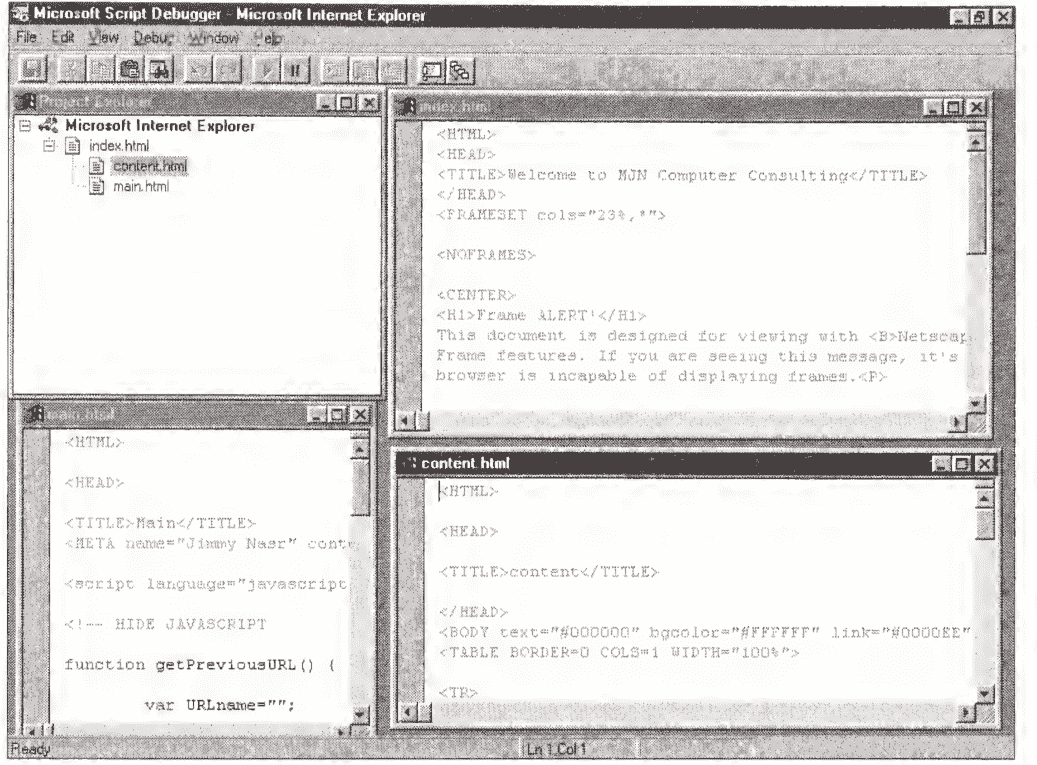 Microsoft Script Debugger - Microsoft Internet Explorer
File Edit View Debug Window Help
Project Explorer
Microsoft Internet Explorer
index.html
content.html
main.html
index.html
<HTML>
<HEAD>
<TITLE>Welcome to MJN Computer Consulting</TITLE>
</HEAD>
<FRAMESET cols="23%,*">
<NOFRAMES>
<CENTER>
<H1>Frame ALERT!</H1>
This document is designed for viewing with <B>Netscap
Frame features. If you are seeing this message, it's
browser is incapable of displaying frames.<P>
main.html
<HTML>
<HEAD>
<TITLE>Main</TITLE>
<META name="Jimmy Nasr" conte
<script language="javascript
<!-- HIDE JAVASCRIPT
function getPreviousURL() {
var URLname="";
content.html
<HTML>
<HEAD>
<TITLE>content</TITLE>
</HEAD>
<BODY text="#000000" bgcolor="#FFFFFF" link="#0000EE"
<TABLE BORDER=0 COLS=1 WIDTH="100%">
<TR>
Ready
Ln 1 Col 1